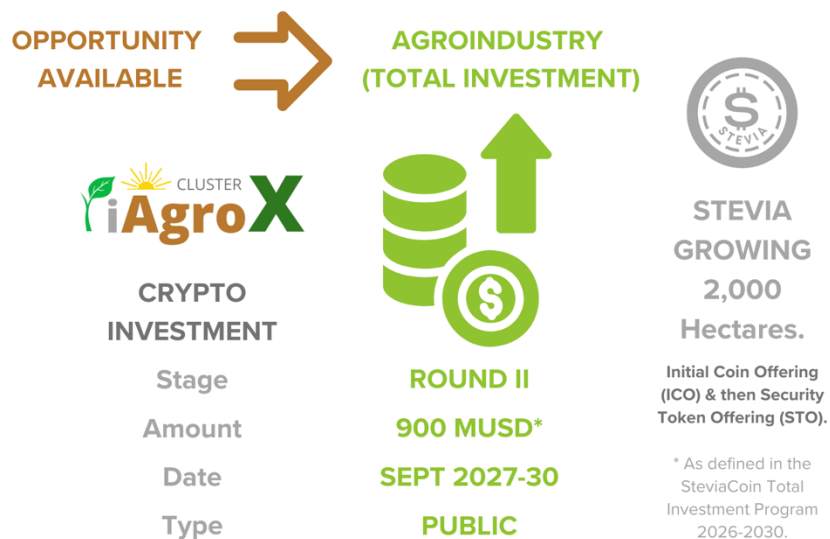 OPPORTUNITY
AVAILABLE
AGROINDUSTRY
(TOTAL INVESTMENT)
$
STEVIA
CLUSTER
iAgroX
$
STEVIA
GROWING
2,000
Hectares.
CRYPTO
INVESTMENT
Initial Coin Offering
(ICO) & then Security
Token Offering (STO).
Stage
ROUND II
Amount
900 MUSD*
Date
SEPT 2027-30
Type
PUBLIC
* As defined in the
SteviaCoin Total
Investment Program
2026-2030.